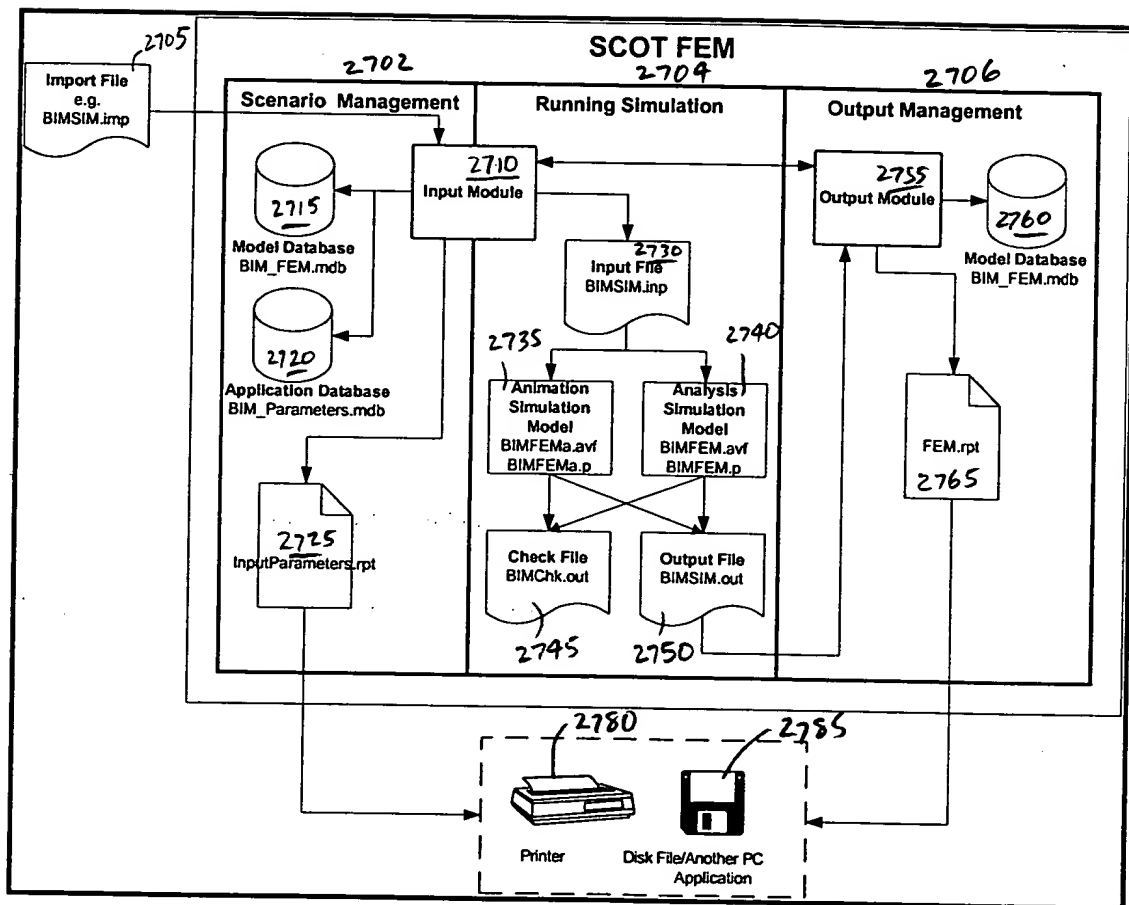 SCOT FEM
2705
Import File
e.g.
BIMSIM.imp
2702
Scenario Management
2704
Running Simulation
2706
Output Management
2710
Input Module
2715
Model Database
BIM_FEM.mdb
2720
Application Database
BIM_Parameters.mdb
2725
InputParameters.rpt
2730
Input File
BIMSIM.inp
2735
Animation
Simulation
Model
BIMFEMa.avf
BIMFEMa.p
2740
Analysis
Simulation
Model
BIMFEM.avf
BIMFEM.p
Check File
BIMChk.out
2745
Output File
BIMSIM.out
2750
2755
Output Module
2760
Model Database
BIM_FEM.mdb
FEM.rpt
2765
2780
Printer
2785
Disk File/Another PC
Application